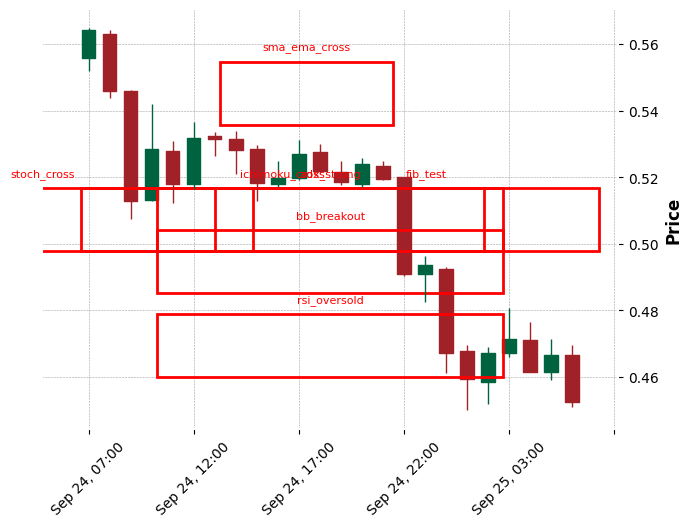 sma_ema_cross
stoch_cross
fib_test
bb_breakout
rsi_oversold
0.56
0.54
0.52
0.50
0.48
0.46
Price
Sep 24, 07:00
Sep 24, 12:00
Sep 24, 17:00
Sep 24, 22:00
Sep 25, 03:00